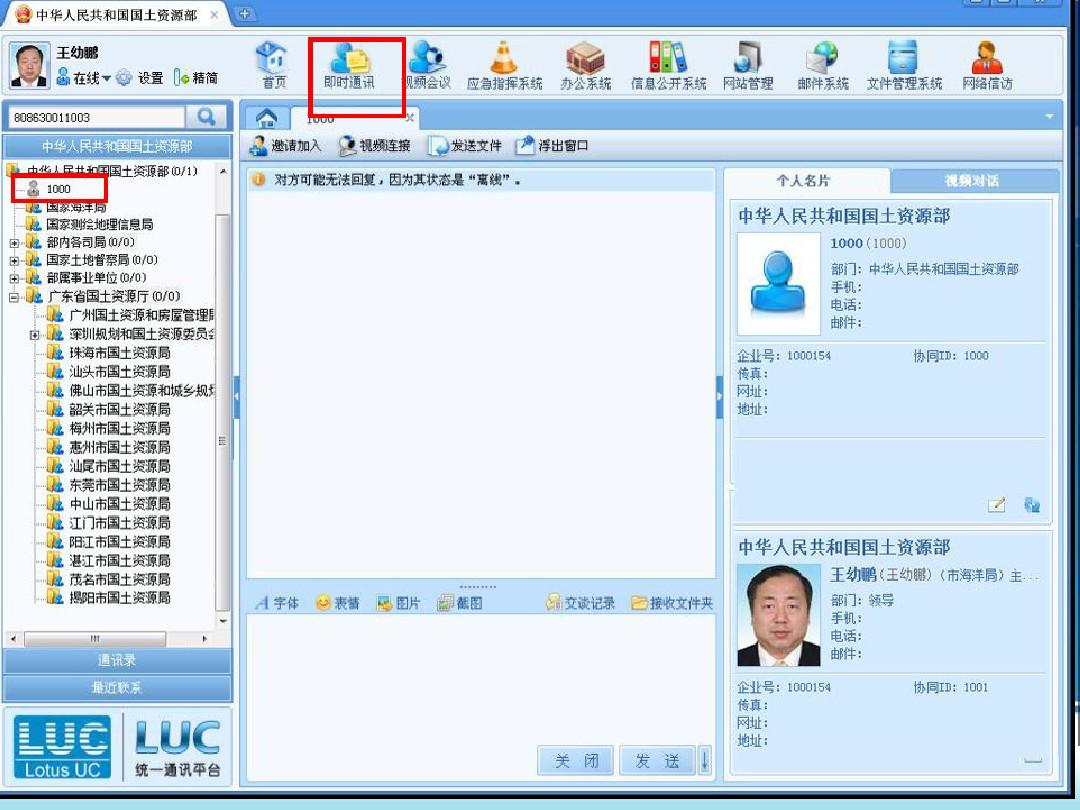 中华人民共和国国土资源部
王幼鹏
在线 设置 精简
首页
即时通讯
视频会议
应急指挥系统
办公系统
信息公开系统
网站管理
邮件系统
文件管理系统
网络信访
808630011003
1000
邀请加入 视频连接 发送文件 浮出窗口
中华人民共和国国土资源部
中华人民共和国国土资源部(0/1)
1000
国家海洋局
国家测绘地理信息局
部内各司局(0/0)
国家土地督察局(0/0)
部属事业单位(0/0)
广东省国土资源厅(0/0)
广州国土资源和房屋管理局
深圳规划和国土资源委员会
珠海市国土资源局
汕头市国土资源局
佛山市国土资源和城乡规划
韶关市国土资源局
梅州市国土资源局
惠州市国土资源局
汕尾市国土资源局
东莞市国土资源局
中山市国土资源局
江门市国土资源局
阳江市国土资源局
湛江市国土资源局
茂名市国土资源局
揭阳市国土资源局
通讯录
最近联系
LUC
Lotus UC
LUC
统一通讯平台
对方可能无法回复，因为其状态是“离线”。
字体 表情 图片 截图 交谈记录 接收文件夹
关 闭 发 送
个人名片 视频对话
中华人民共和国国土资源部
1000(1000)
部门：中华人民共和国国土资源部
手机：
电话：
邮件：
企业号：1000154 协同ID：1000
传真：
网址：
地址：
中华人民共和国国土资源部
王幼鹏(王幼鹏)(市海洋局)主...
部门：领导
手机：
电话：
邮件：
企业号：1000154 协同ID：1001
传真：
网址：
地址：